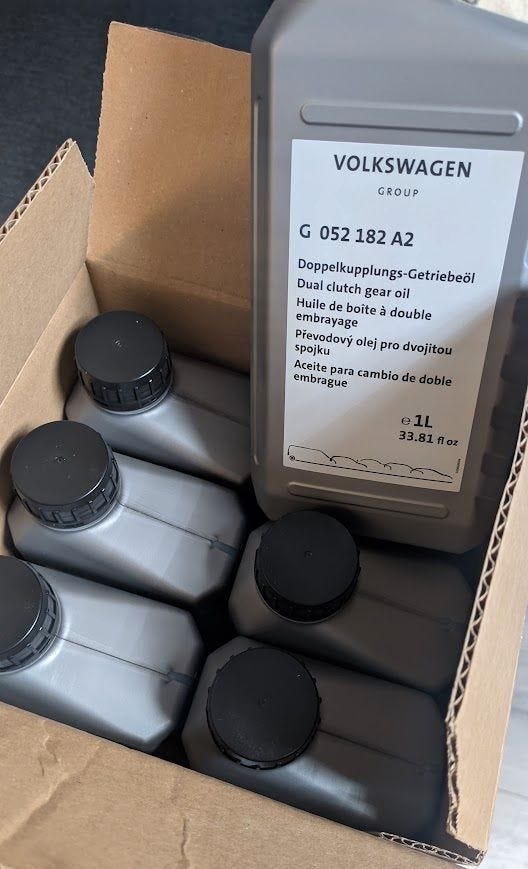 VOLKSWAGEN
GROUP
G 052 182 A2
Doppelkupplungs-Getriebeöl
Dual clutch gear oil
Huile de boîte à double
embrayage
Převodový olej pro dvojitou
spojku
Aceite para cambio de doble
embrague
℮ 1L
33.81 fl oz